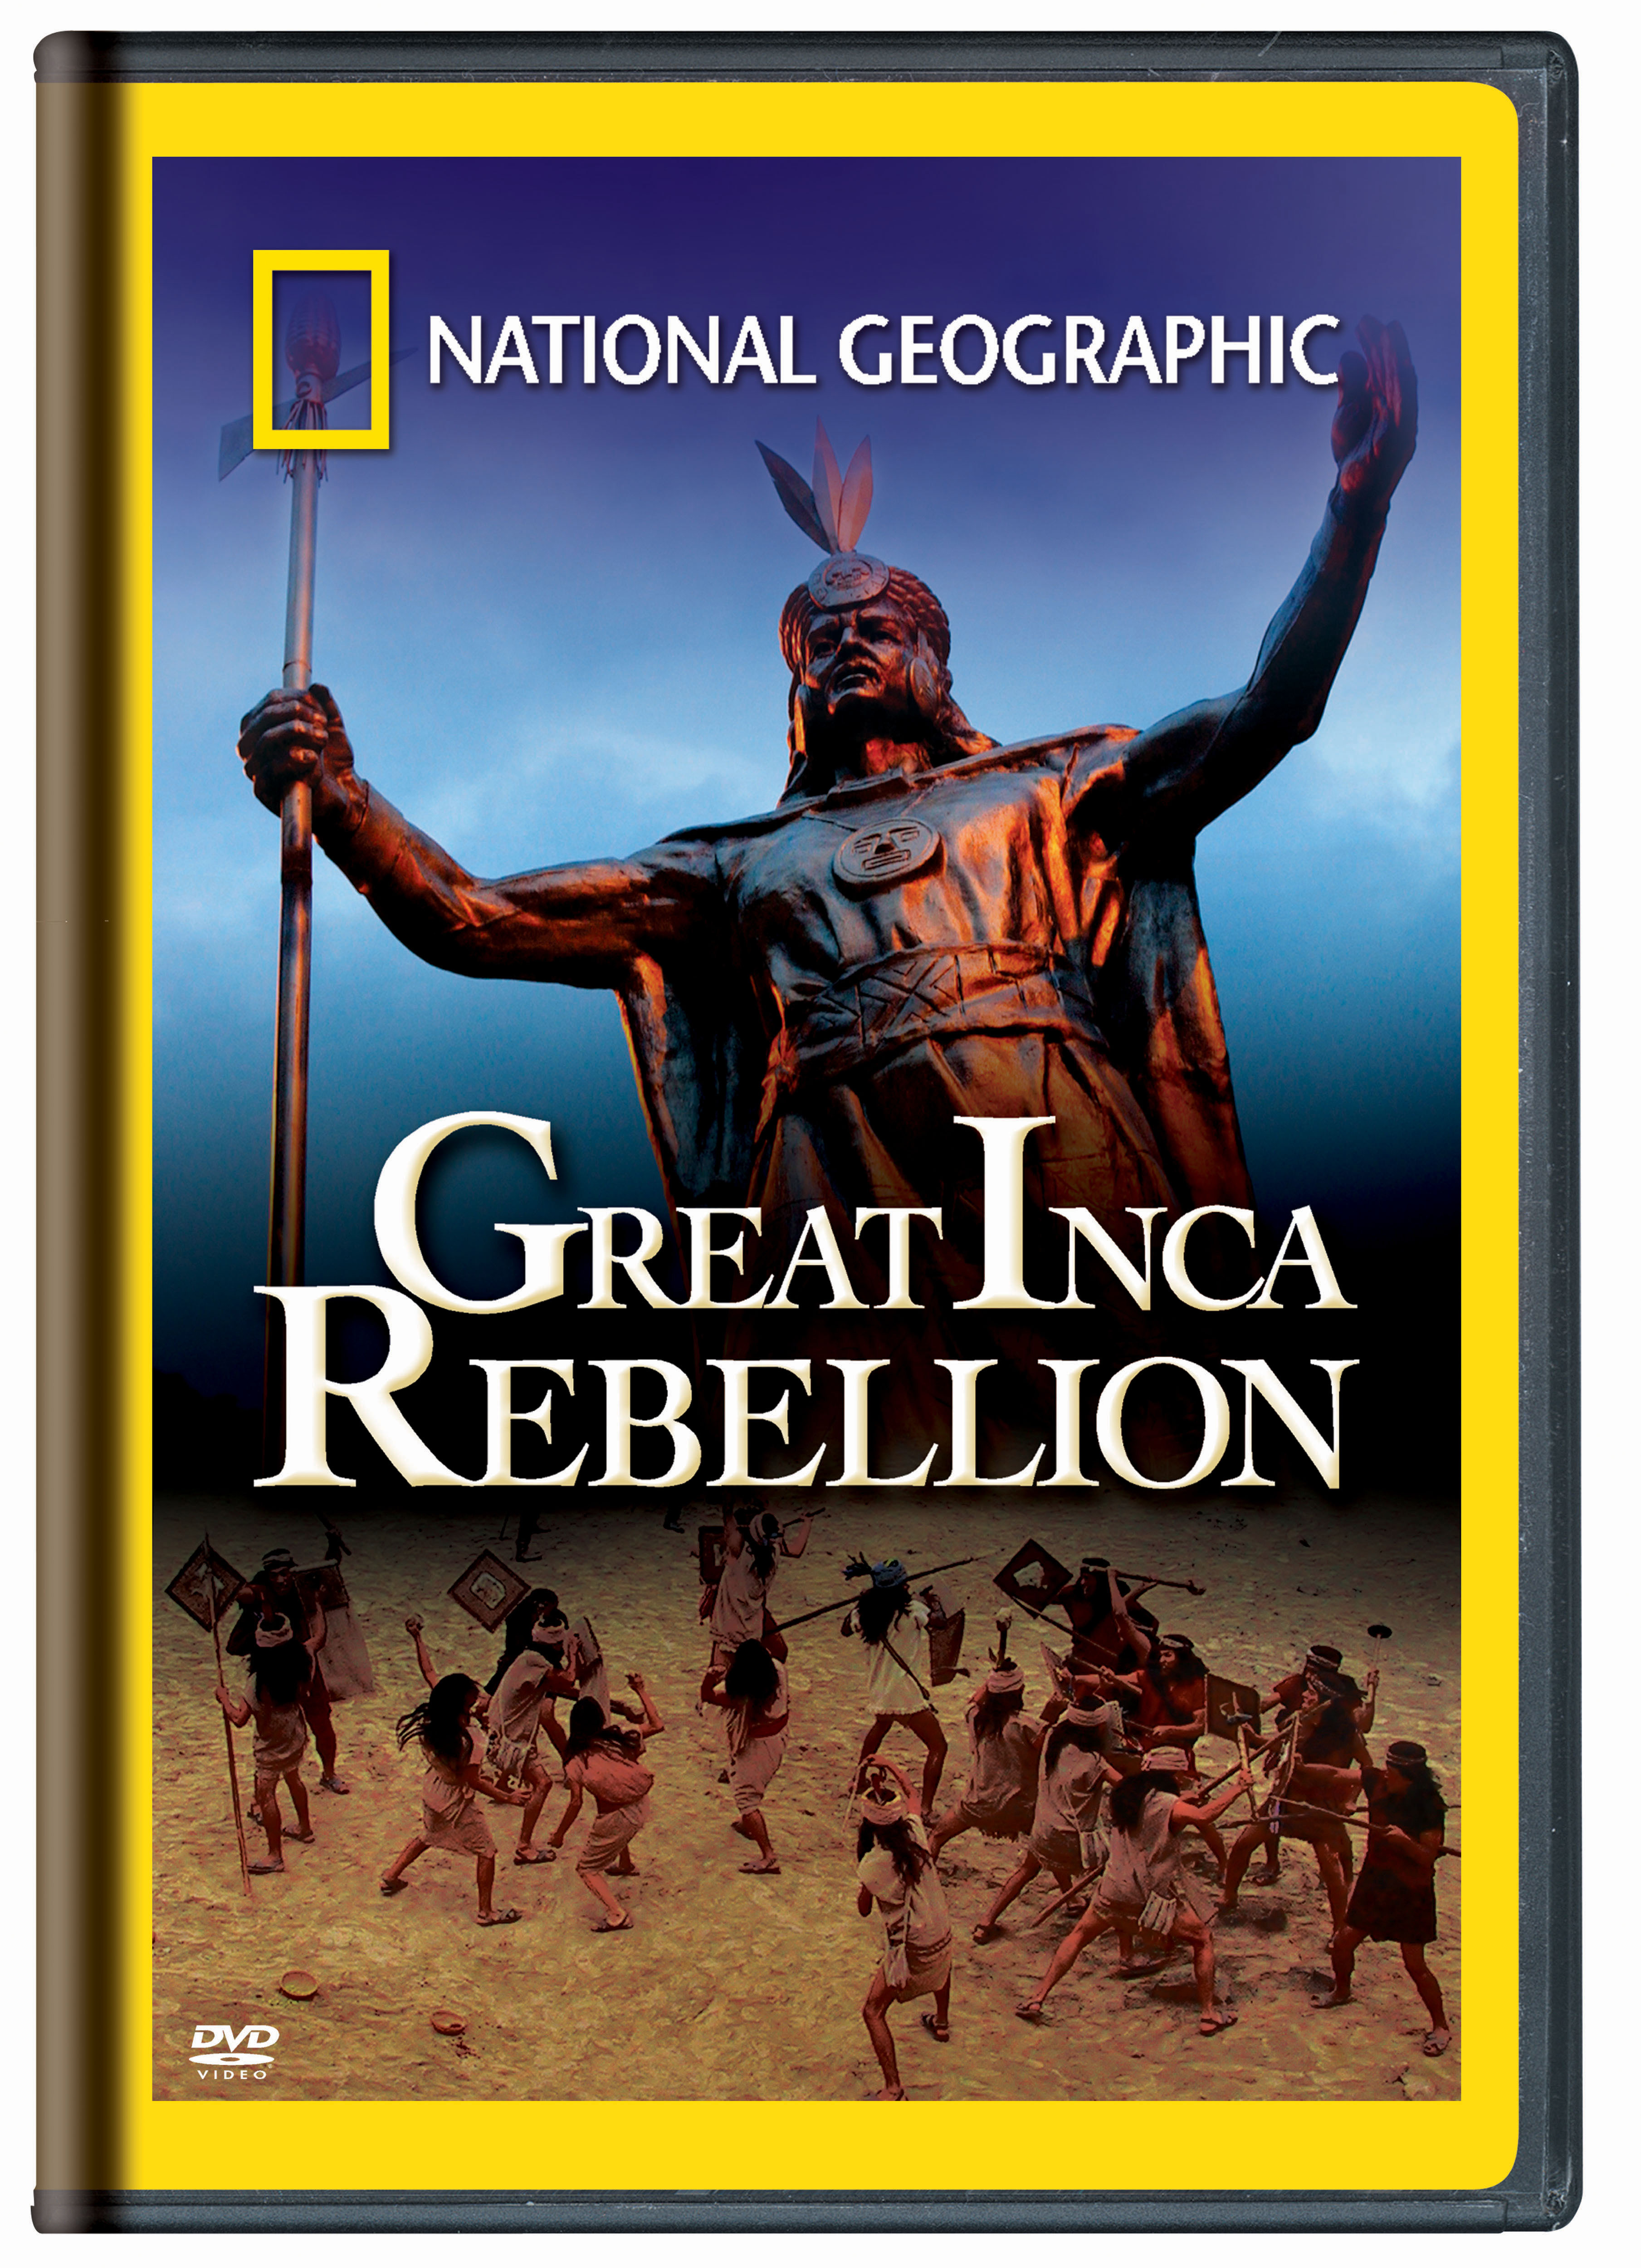 NATIONAL GEOGRAPHIC
GREAT INCA
REBELLION
DVD
VIDEO